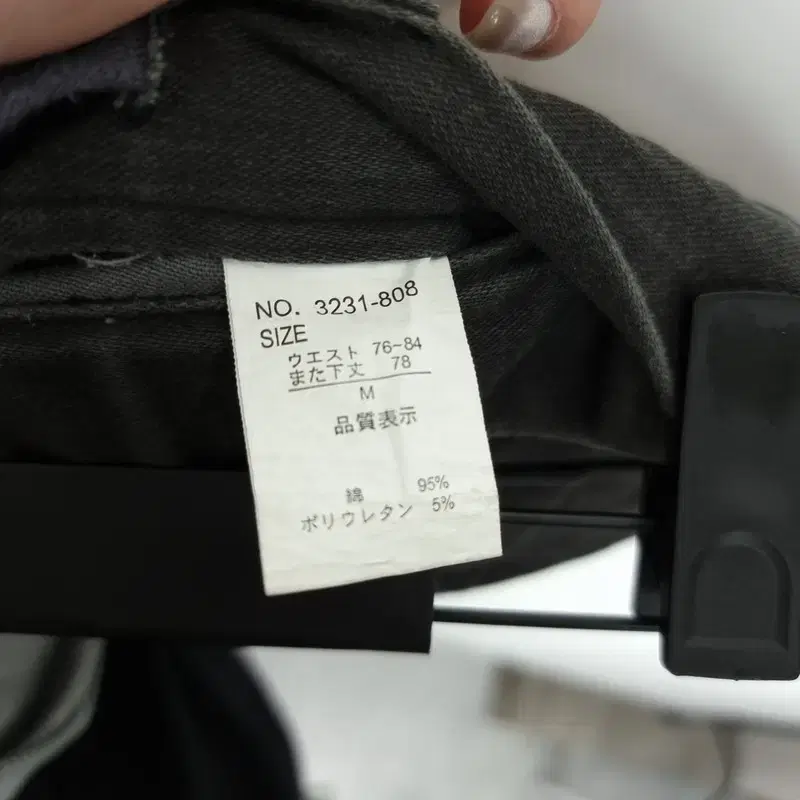 NO. 3231-808
SIZE
ウエスト 76-84
また下丈 78
M
品質表示
綿 95%
ポリウレタン 5%